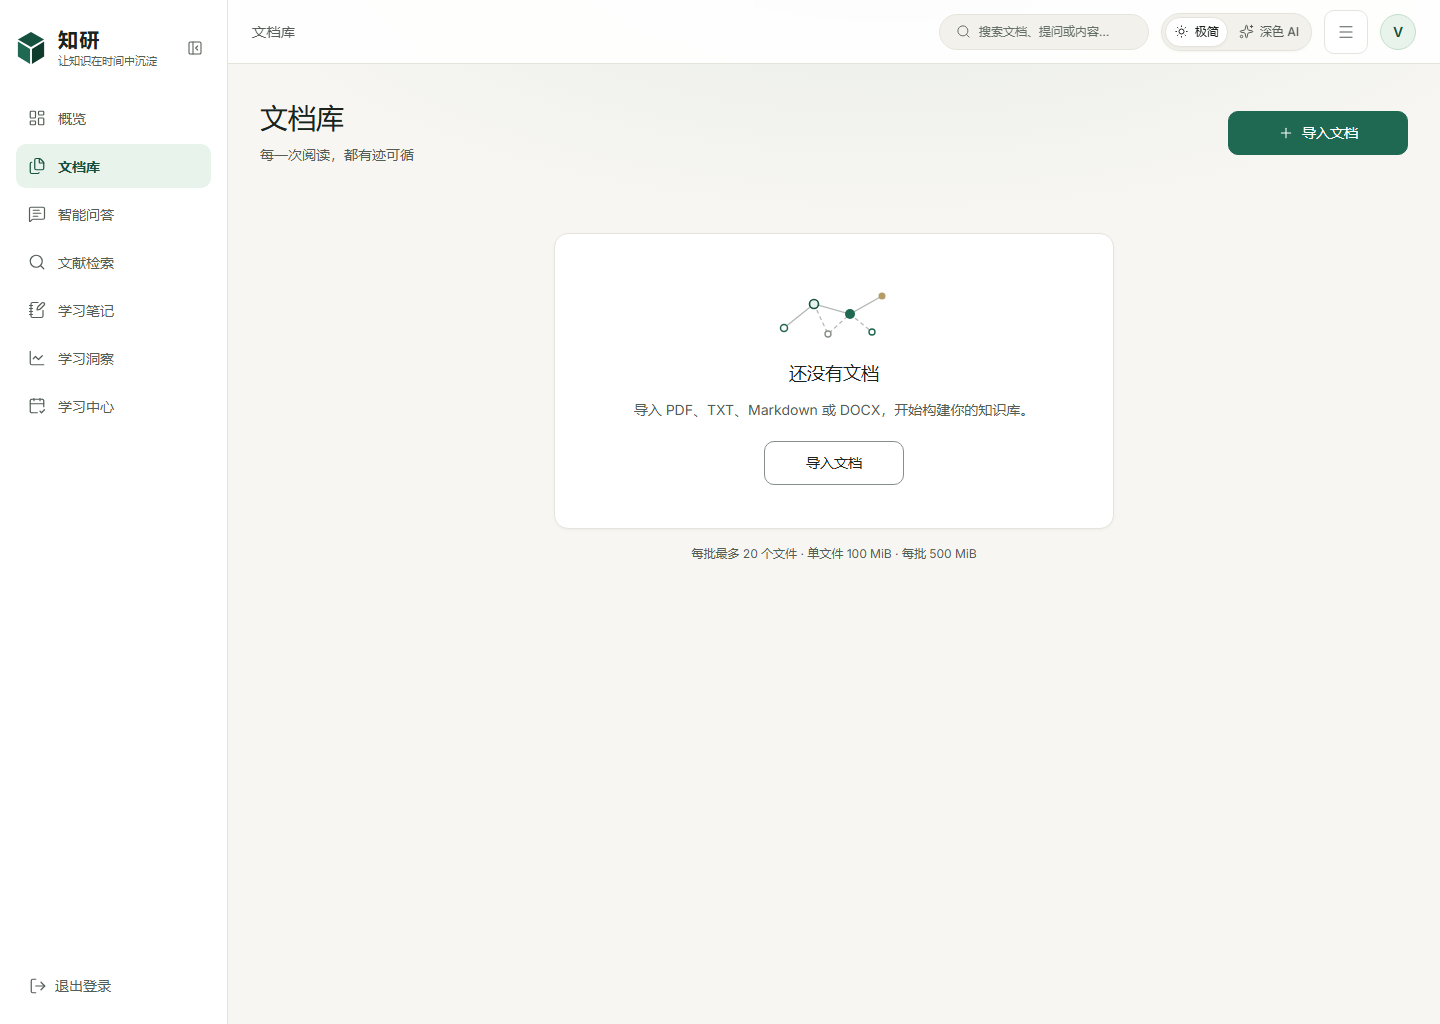 知研
让知识在时间中沉淀
概览
文档库
智能问答
文献检索
学习笔记
学习洞察
学习中心
退出登录
文档库
搜索文档、提问或内容...
极简
深色 AI
V
文档库
每一次阅读，都有迹可循
导入文档
还没有文档
导入 PDF、TXT、Markdown 或 DOCX，开始构建你的知识库。
导入文档
每批最多 20 个文件 · 单文件 100 MiB · 每批 500 MiB